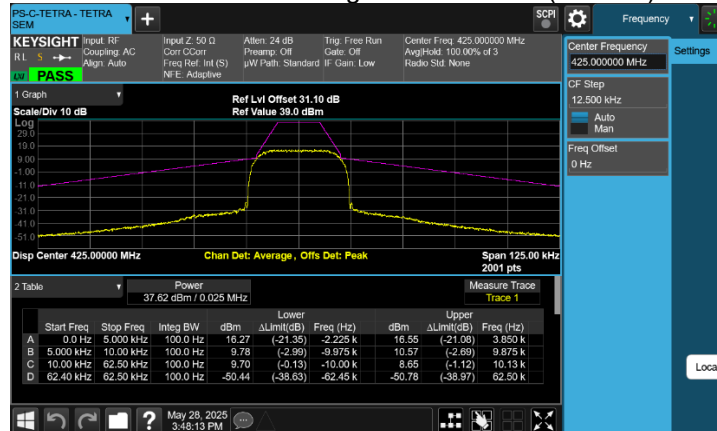 PS-C-TETRA - TETRA
SEM
SCPI
Frequency
KEYSIGHT
R L S
PASS
Input: RF
Coupling: AC
Align: Auto
Input Z: 50 Ω
Corr CCorr
Freq Ref: Int (S)
NFE: Adaptive
Atten: 24 dB
Preamp: Off
µW Path: Standard
Trig: Free Run
Gate: Off
IF Gain: Low
Center Freq: 425.000000 MHz
Avg|Hold: 100.00% of 3
Radio Std: None
Center Frequency
425.000000 MHz
Settings
CF Step
12.500 kHz
Auto
Man
Freq Offset
0 Hz
1 Graph
Scale/Div 10 dB
Ref Lvl Offset 31.10 dB
Ref Value 39.0 dBm
Log
29.0
19.0
9.00
-1.00
-11.0
-21.0
-31.0
-41.0
-51.0
Disp Center 425.00000 MHz
Chan Det: Average , Offs Det: Peak
Span 125.00 kHz
2001 pts
2 Table
Power
37.62 dBm / 0.025 MHz
Measure Trace
Trace 1
Lower Upper
Start Freq Stop Freq Integ BW dBm ΔLimit(dB) Freq (Hz) dBm ΔLimit(dB) Freq (Hz)
A 0.0 Hz 5.000 kHz 100.0 Hz 16.27 (-21.35) -2.225 k 16.55 (-21.08) 3.850 k
B 5.000 kHz 10.00 kHz 100.0 Hz 9.78 (-2.99) -9.975 k 10.57 (-2.69) 9.875 k
C 10.00 kHz 62.50 kHz 100.0 Hz 9.70 (-0.13) -10.00 k 8.65 (-1.12) 10.13 k
D 62.40 kHz 62.50 kHz 100.0 Hz -50.44 (-38.63) -62.45 k -50.78 (-38.97) 62.50 k
Loca
May 28, 2025
3:48:13 PM